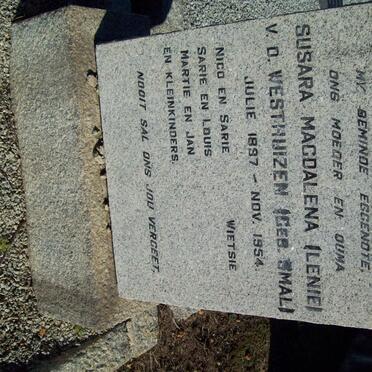 MY BEMINDE EGGENOTE,
ONS MOEDER EN OUMA
SUSARA MAGDALENA (LENIE)
V.D. WESTHUIZEN (GEB. SMAL)
JULIE 1897 – NOV. 1954.
WIETSIE
NICO EN SARIE
SARIE EN LOUIS
MARTIE EN JAN
EN KLEINKINDERS.
NOOIT SAL ONS JOU VERGEET.